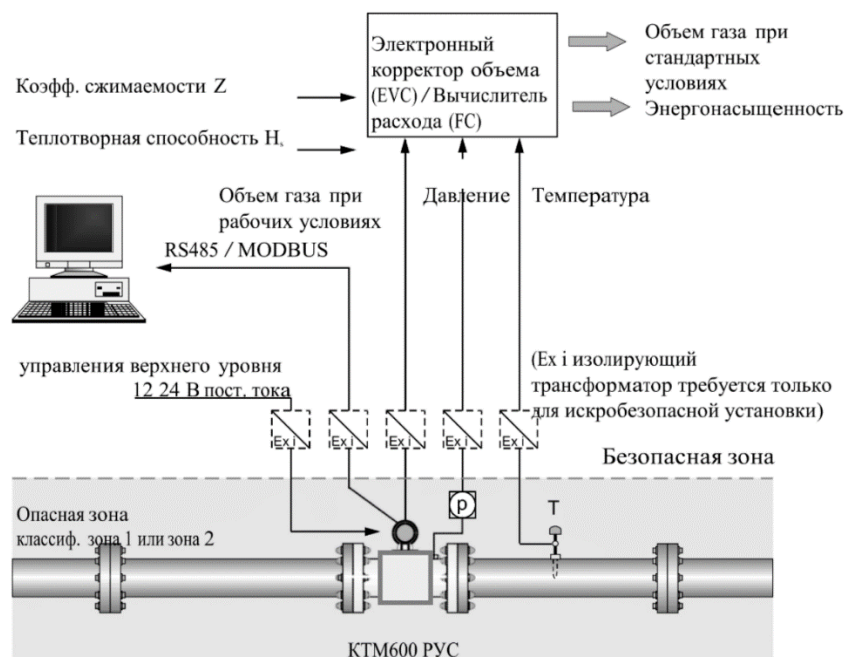 Электронный
корректор объема
(EVC) / Вычислитель
расхода (FC)
Объем газа при
стандартных
условиях
Энергонасыщенность
Коэфф. сжимаемости Z
Теплотворная способность Hs
Объем газа при
рабочих условиях
Давление
Температура
RS485 / MODBUS
управления верхнего уровня
12 24 В пост. тока
(Ex i изолирующий
трансформатор требуется только
для искробезопасной установки)
Ex i
Ex i
Ex i
Ex i
Ex i
Безопасная зона
Опасная зона
классиф. зона 1 или зона 2
p
T
КТМ600 РУС